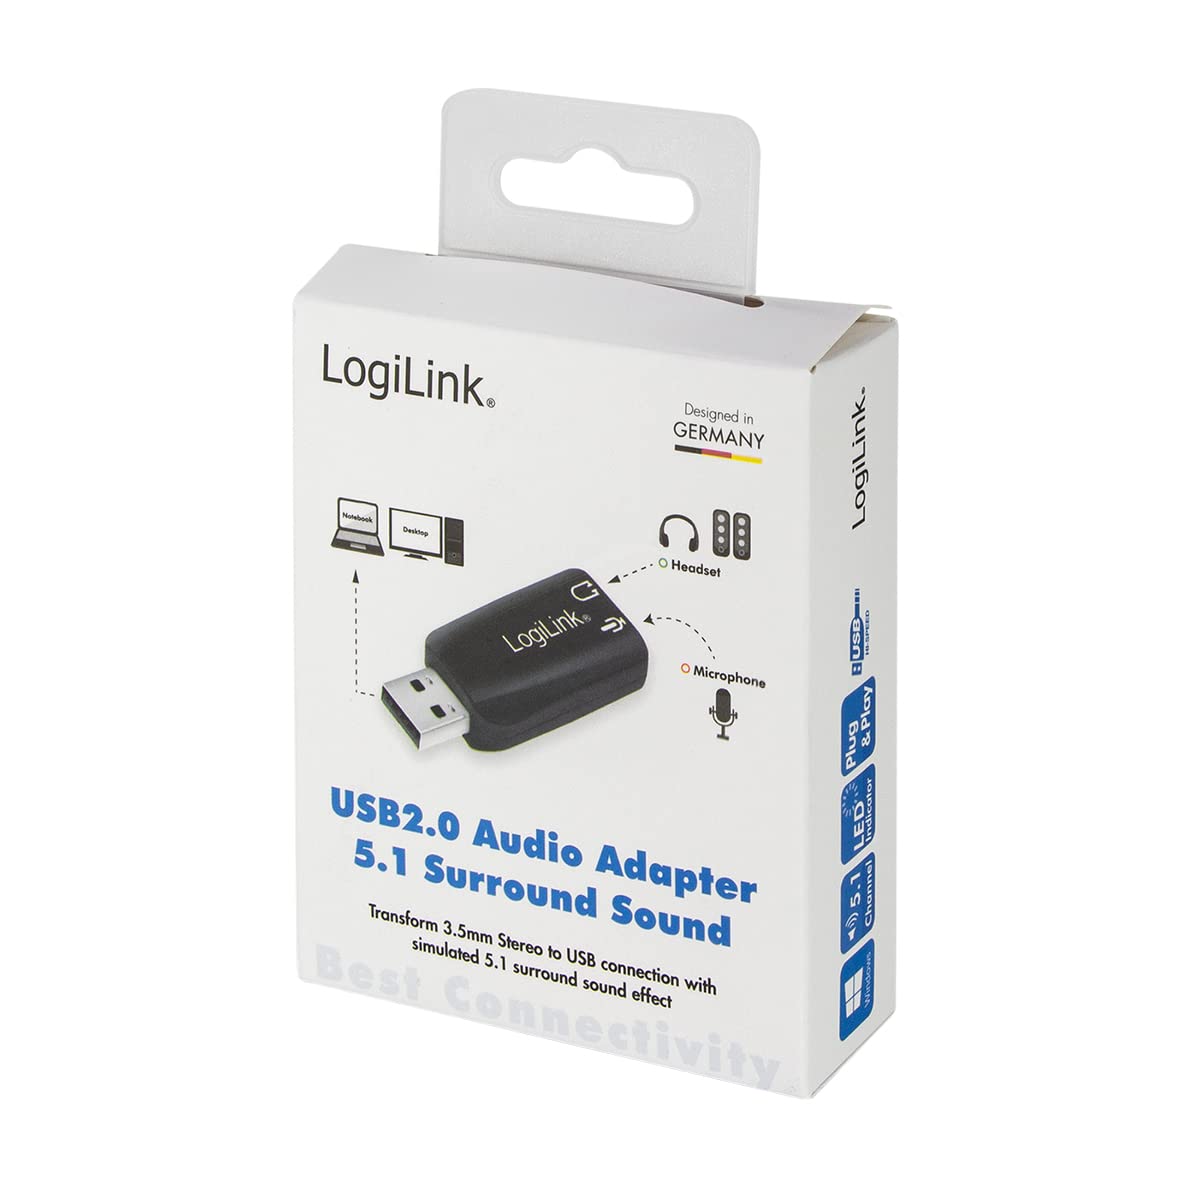 LogiLink®
Designed in
GERMANY
Notebook
Desktop
Headset
LogiLink®
Microphone
USB2.0 Audio Adapter
5.1 Surround Sound
Transform 3.5mm Stereo to USB connection with
simulated 5.1 surround sound effect
Best Connectivity
LogiLink®
USB
HI-SPEED
Plug
& Play
LED
Indicator
5.1
Channel
Windows